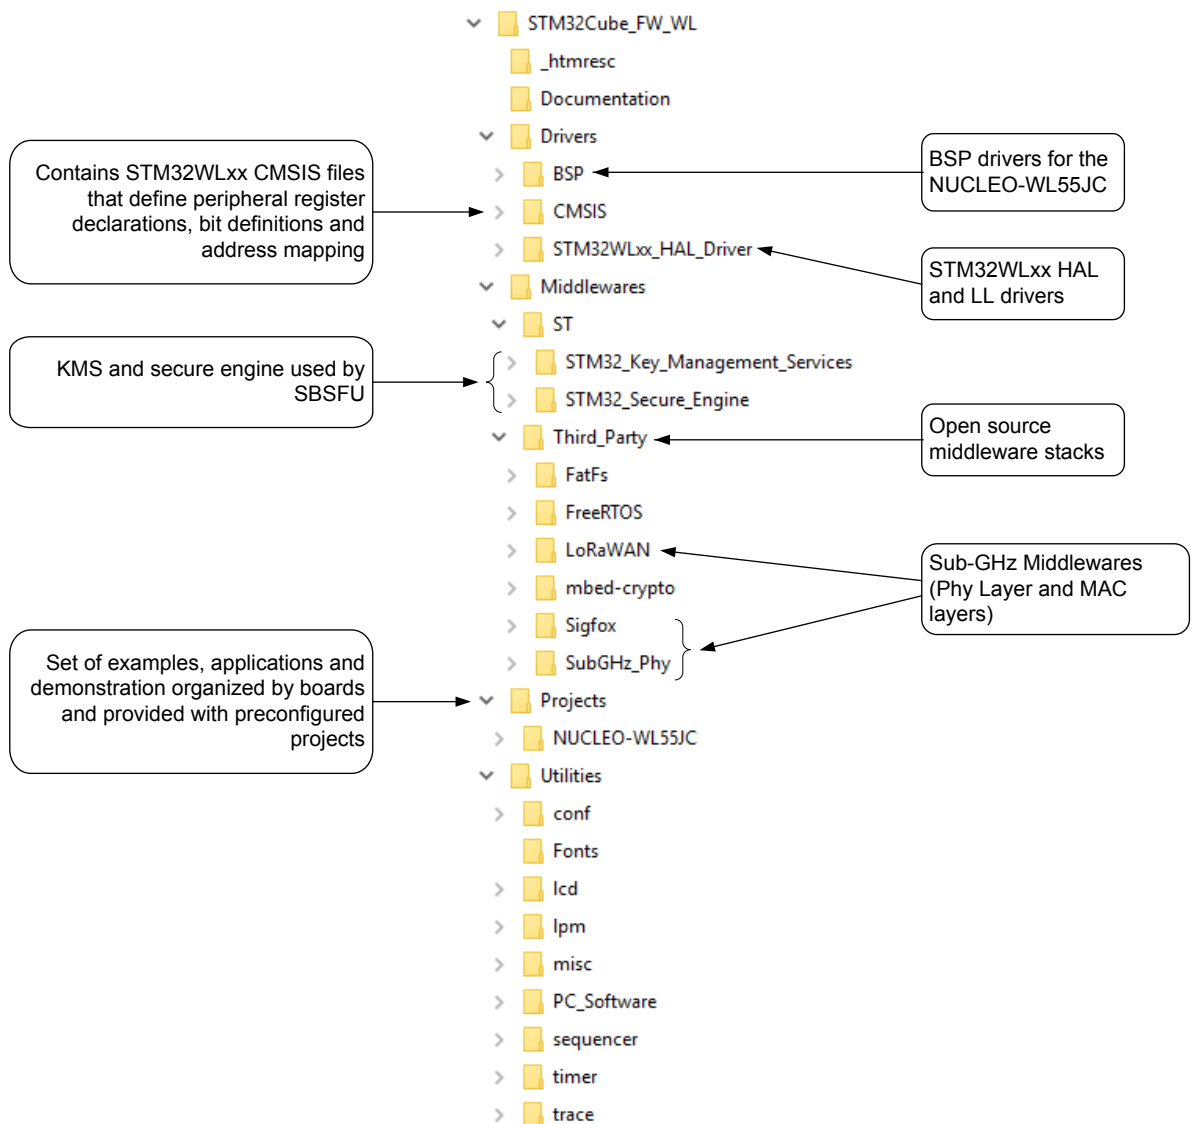 STM32Cube_FW_WL
_htmresc
Documentation
Drivers
BSP
CMSIS
STM32WLxx_HAL_Driver
Middlewares
ST
STM32_Key_Management_Services
STM32_Secure_Engine
Third_Party
FatFs
FreeRTOS
LoRaWAN
mbed-crypto
Sigfox
SubGHz_Phy
Projects
NUCLEO-WL55JC
Utilities
conf
Fonts
lcd
lpm
misc
PC_Software
sequencer
timer
trace
Contains STM32WLxx CMSIS files
that define peripheral register
declarations, bit definitions and
address mapping
KMS and secure engine used by
SBSFU
Set of examples, applications and
demonstration organized by boards
and provided with preconfigured
projects
BSP drivers for the
NUCLEO-WL55JC
STM32WLxx HAL
and LL drivers
Open source
middleware stacks
Sub-GHz Middlewares
(Phy Layer and MAC
layers)